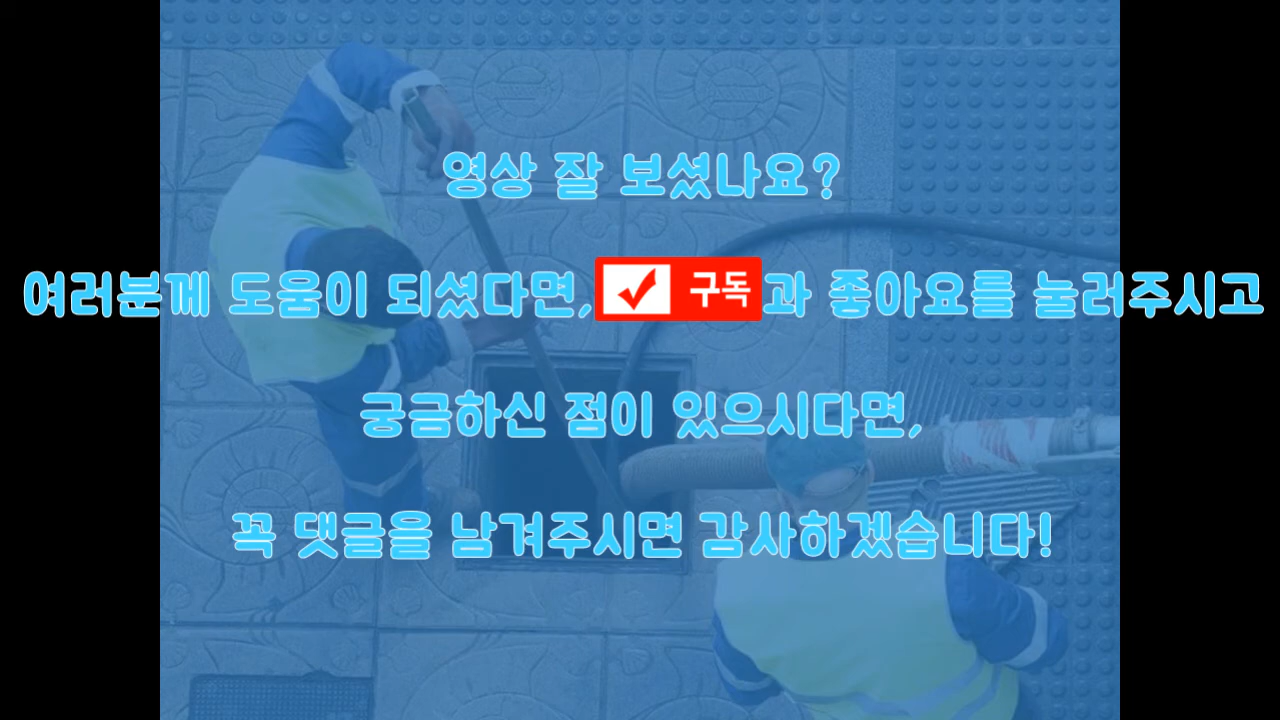 영상 잘 보셨나요?
여러분께 도움이 되셨다면, 구독과 좋아요를 눌러주시고
궁금하신 점이 있으시다면,
꼭 댓글을 남겨주시면 감사하겠습니다!